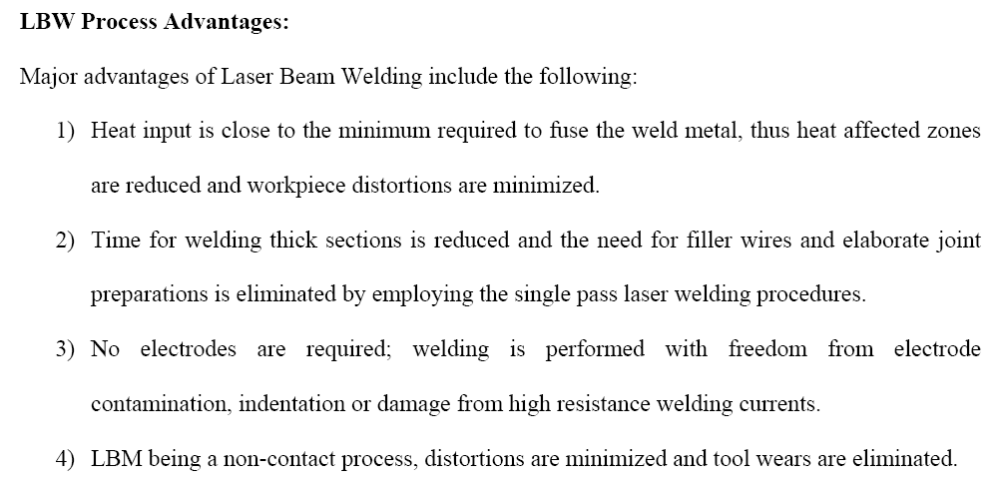 LBW Process Advantages:
Major advantages of Laser Beam Welding include the following:
1) Heat input is close to the minimum required to fuse the weld metal, thus heat affected zones
are reduced and workpiece distortions are minimized.
2) Time for welding thick sections is reduced and the need for filler wires and elaborate joint
preparations is eliminated by employing the single pass laser welding procedures.
3) No electrodes are required; welding is performed with freedom from electrode
contamination, indentation or damage from high resistance welding currents.
4) LBM being a non-contact process, distortions are minimized and tool wears are eliminated.